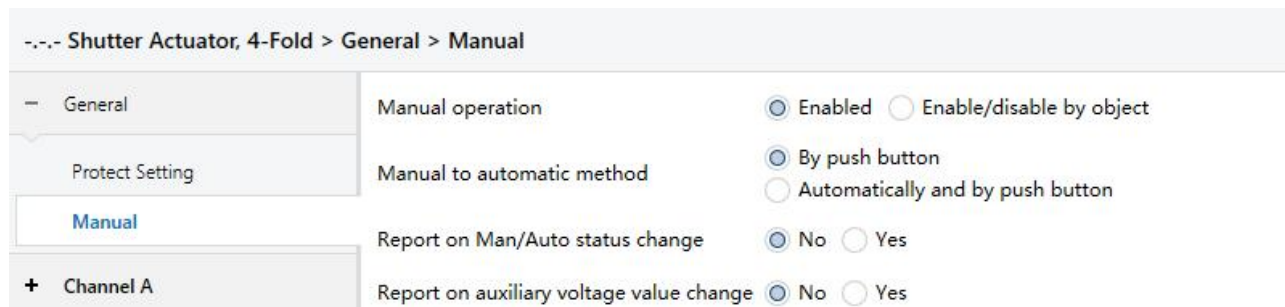 -.-.- Shutter Actuator, 4-Fold > General > Manual
− General
Manual operation Enabled Enable/disable by object
Protect Setting
Manual to automatic method By push button
Automatically and by push button
Manual
Report on Man/Auto status change No Yes
+ Channel A
Report on auxiliary voltage value change No Yes